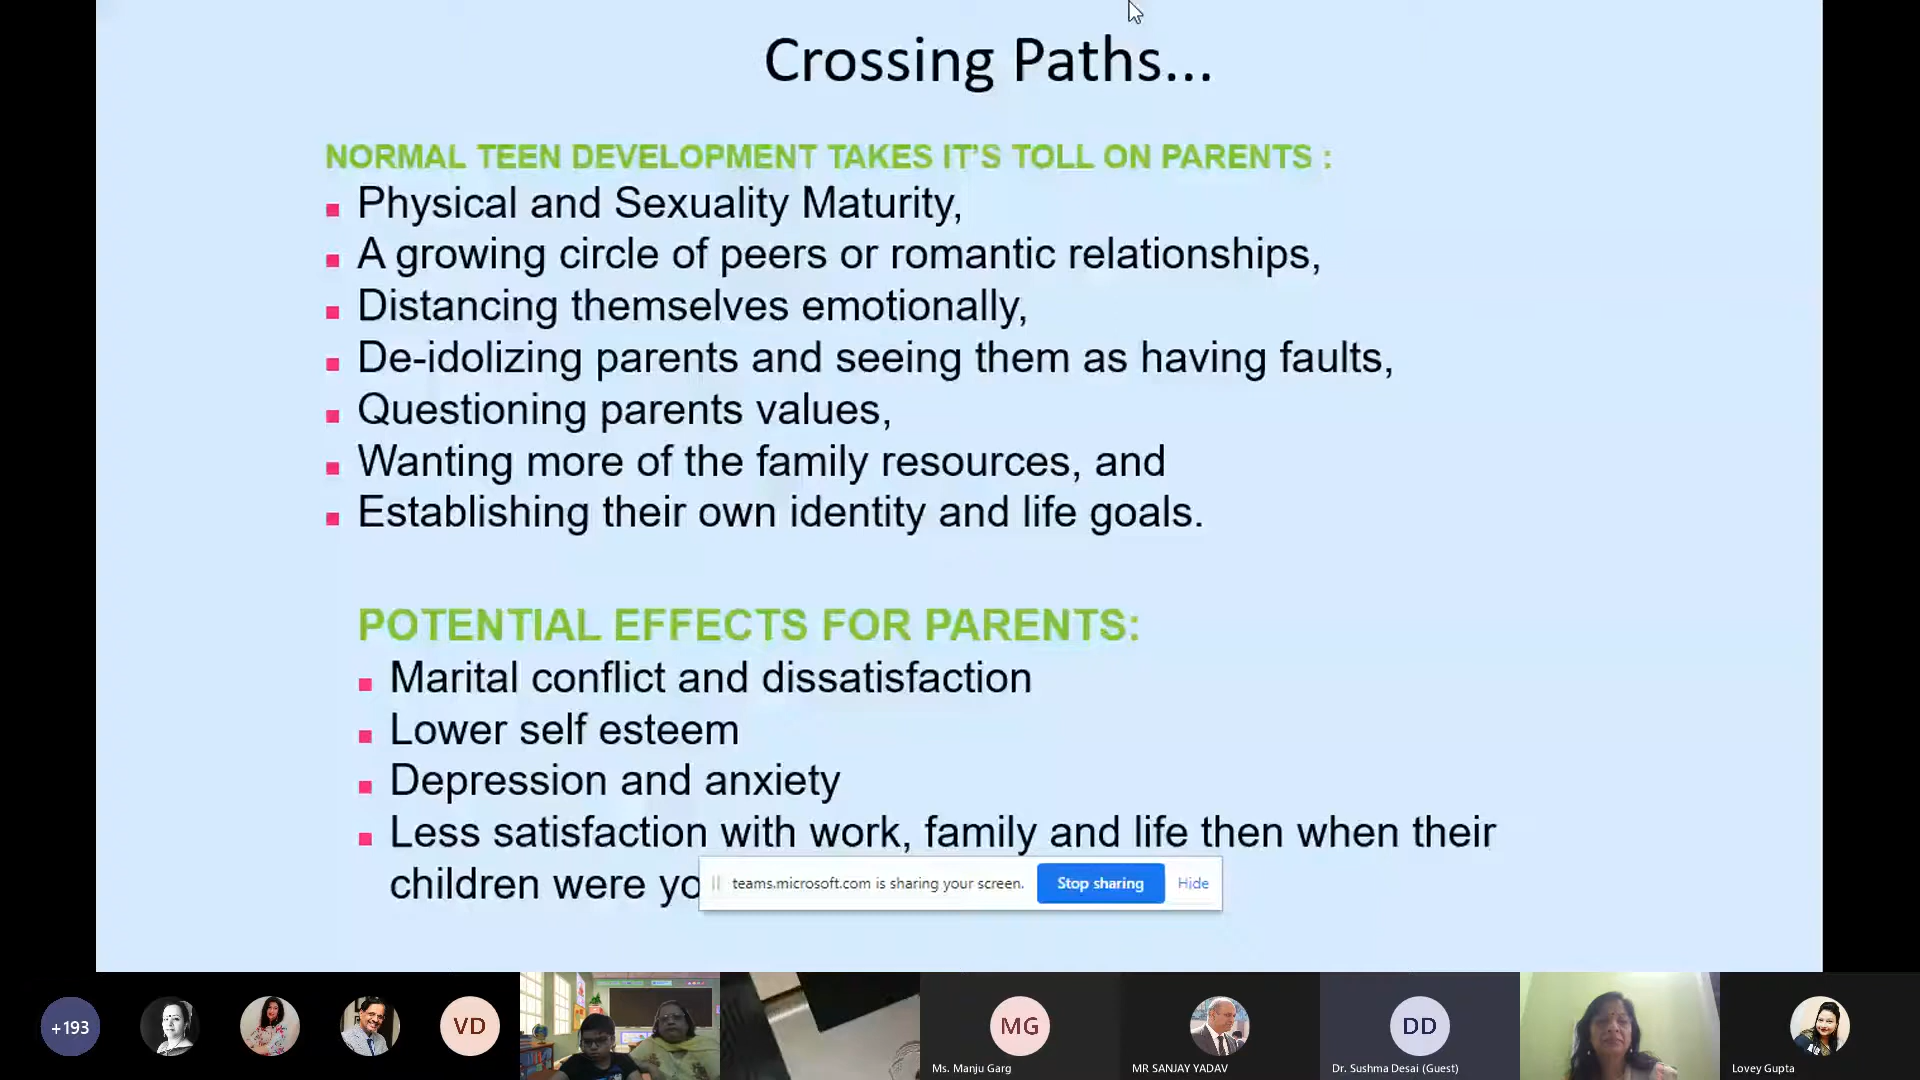 Crossing Paths...
NORMAL TEEN DEVELOPMENT TAKES IT'S TOLL ON PARENTS :
Physical and Sexuality Maturity,
A growing circle of peers or romantic relationships,
Distancing themselves emotionally,
De-idolizing parents and seeing them as having faults,
Questioning parents values,
Wanting more of the family resources, and
Establishing their own identity and life goals.
POTENTIAL EFFECTS FOR PARENTS:
Marital conflict and dissatisfaction
Lower self esteem
Depression and anxiety
Less satisfaction with work, family and life then when their
children were
teams.microsoft.com is sharing your screen. Stop sharing Hide
+193
VD
MG
DD
Ms. Manju Garg
MR SANJAY YADAV
Dr. Sushma Desai (Guest)
Lovey Gupta